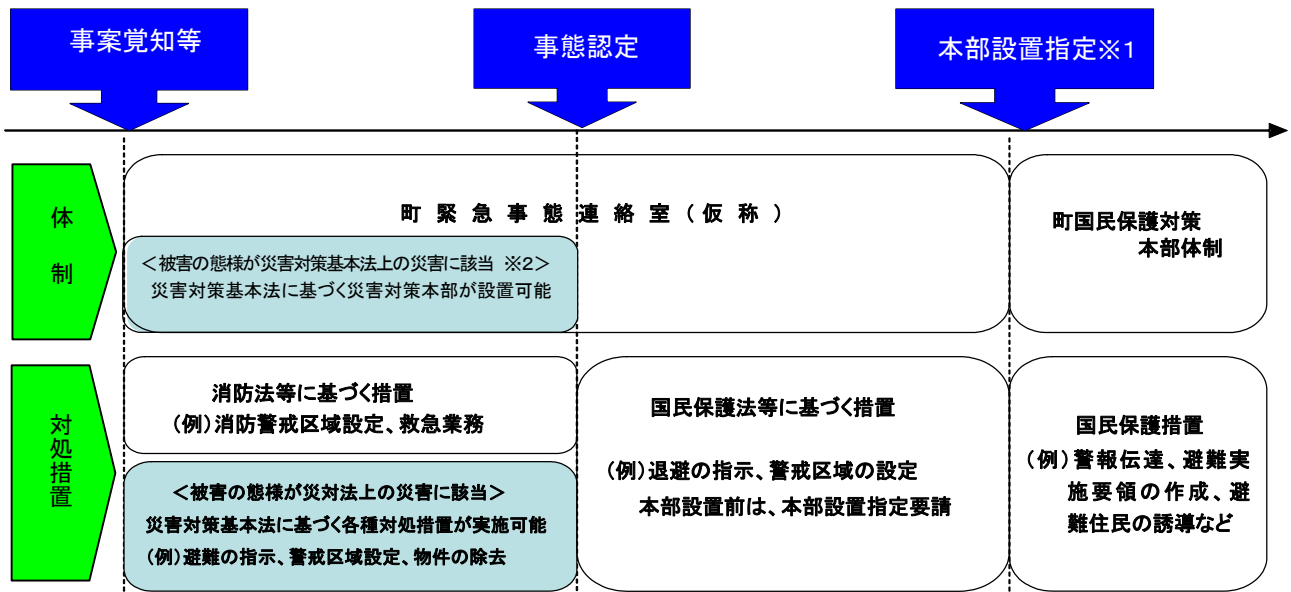 事案覚知等
事態認定
本部設置指定※1
体
制
町緊急事態連絡室(仮称)
<被害の態様が災害対策基本法上の災害に該当 ※2>
災害対策基本法に基づく災害対策本部が設置可能
町国民保護対策
本部体制
対処措置
消防法等に基づく措置
(例)消防警戒区域設定、救急業務
<被害の態様が災対法上の災害に該当>
災害対策基本法に基づく各種対処措置が実施可能
(例)避難の指示、警戒区域設定、物件の除去
国民保護法等に基づく措置
(例)退避の指示、警戒区域の設定
本部設置前は、本部設置指定要請
国民保護措置
(例)警報伝達、避難実
施要領の作成、避
難住民の誘導など